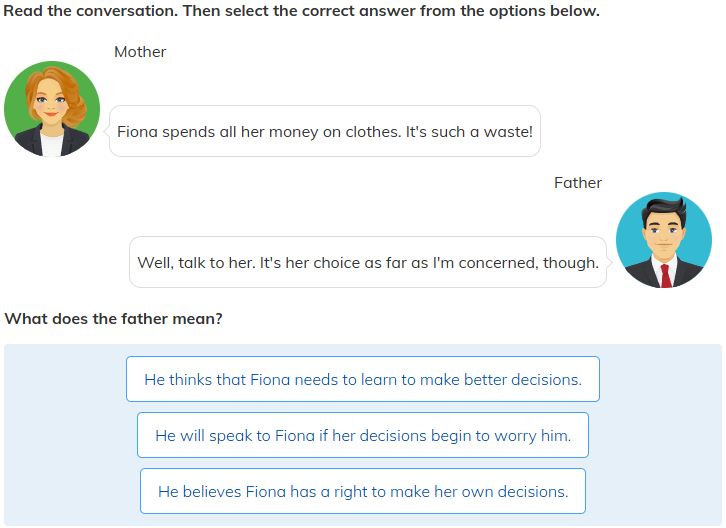 Read the conversation. Then select the correct answer from the options below.
Mother
Fiona spends all her money on clothes. It's such a waste!
Father
Well, talk to her. It's her choice as far as I'm concerned, though.
What does the father mean?
He thinks that Fiona needs to learn to make better decisions.
He will speak to Fiona if her decisions begin to worry him.
He believes Fiona has a right to make her own decisions.